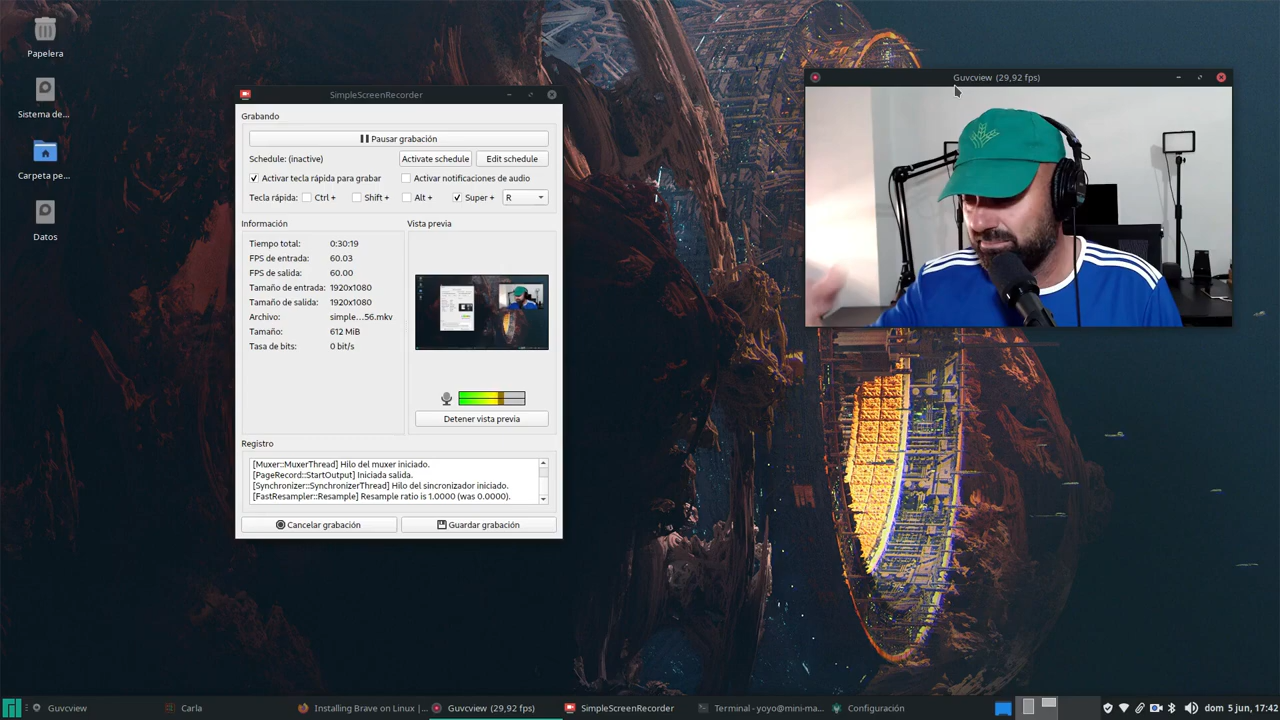 Papelera
Sistema de...
Carpeta pe...
Datos
SimpleScreenRecorder
Grabando
Pausar grabación
Schedule: (inactive)
Activate schedule
Edit schedule
Activar tecla rápida para grabar
Activar notificaciones de audio
Tecla rápida: Ctrl + Shift + Alt + Super + R
Información
Tiempo total: 0:30:19
FPS de entrada: 60.03
FPS de salida: 60.00
Tamaño de entrada: 1920x1080
Tamaño de salida: 1920x1080
Archivo: simple...56.mkv
Tamaño: 612 MiB
Tasa de bits: 0 bit/s
Vista previa
Detener vista previa
Registro
[Muxer::MuxerThread] Hilo del muxer iniciado.
[PageRecord::StartOutput] Iniciada salida.
[Synchronizer::SynchronizerThread] Hilo del sincronizador iniciado.
[FastResampler::Resample] Resample ratio is 1.0000 (was 0.0000).
Cancelar grabación
Guardar grabación
Guvcview (29,92 fps)
Guvcview
Carla
Installing Brave on Linux |...
Guvcview (29,92 fps)
SimpleScreenRecorder
Terminal - yoyo@mini-ma...
Configuración
dom 5 jun, 17:42